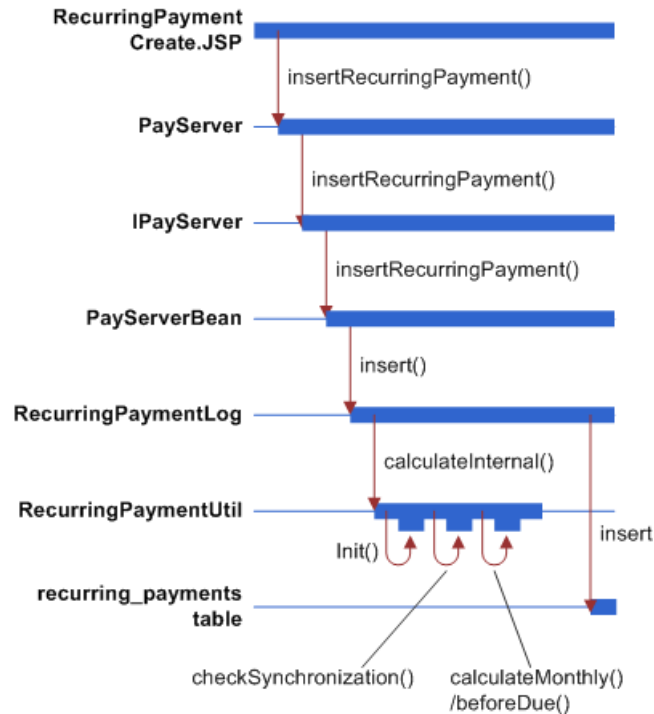 RecurringPayment
Create.JSP
insertRecurringPayment()
PayServer
insertRecurringPayment()
IPayServer
insertRecurringPayment()
PayServerBean
insert()
RecurringPaymentLog
calculateInternal()
RecurringPaymentUtil
insert
Init()
recurring_payments
table
checkSynchronization()
calculateMonthly()
/beforeDue()